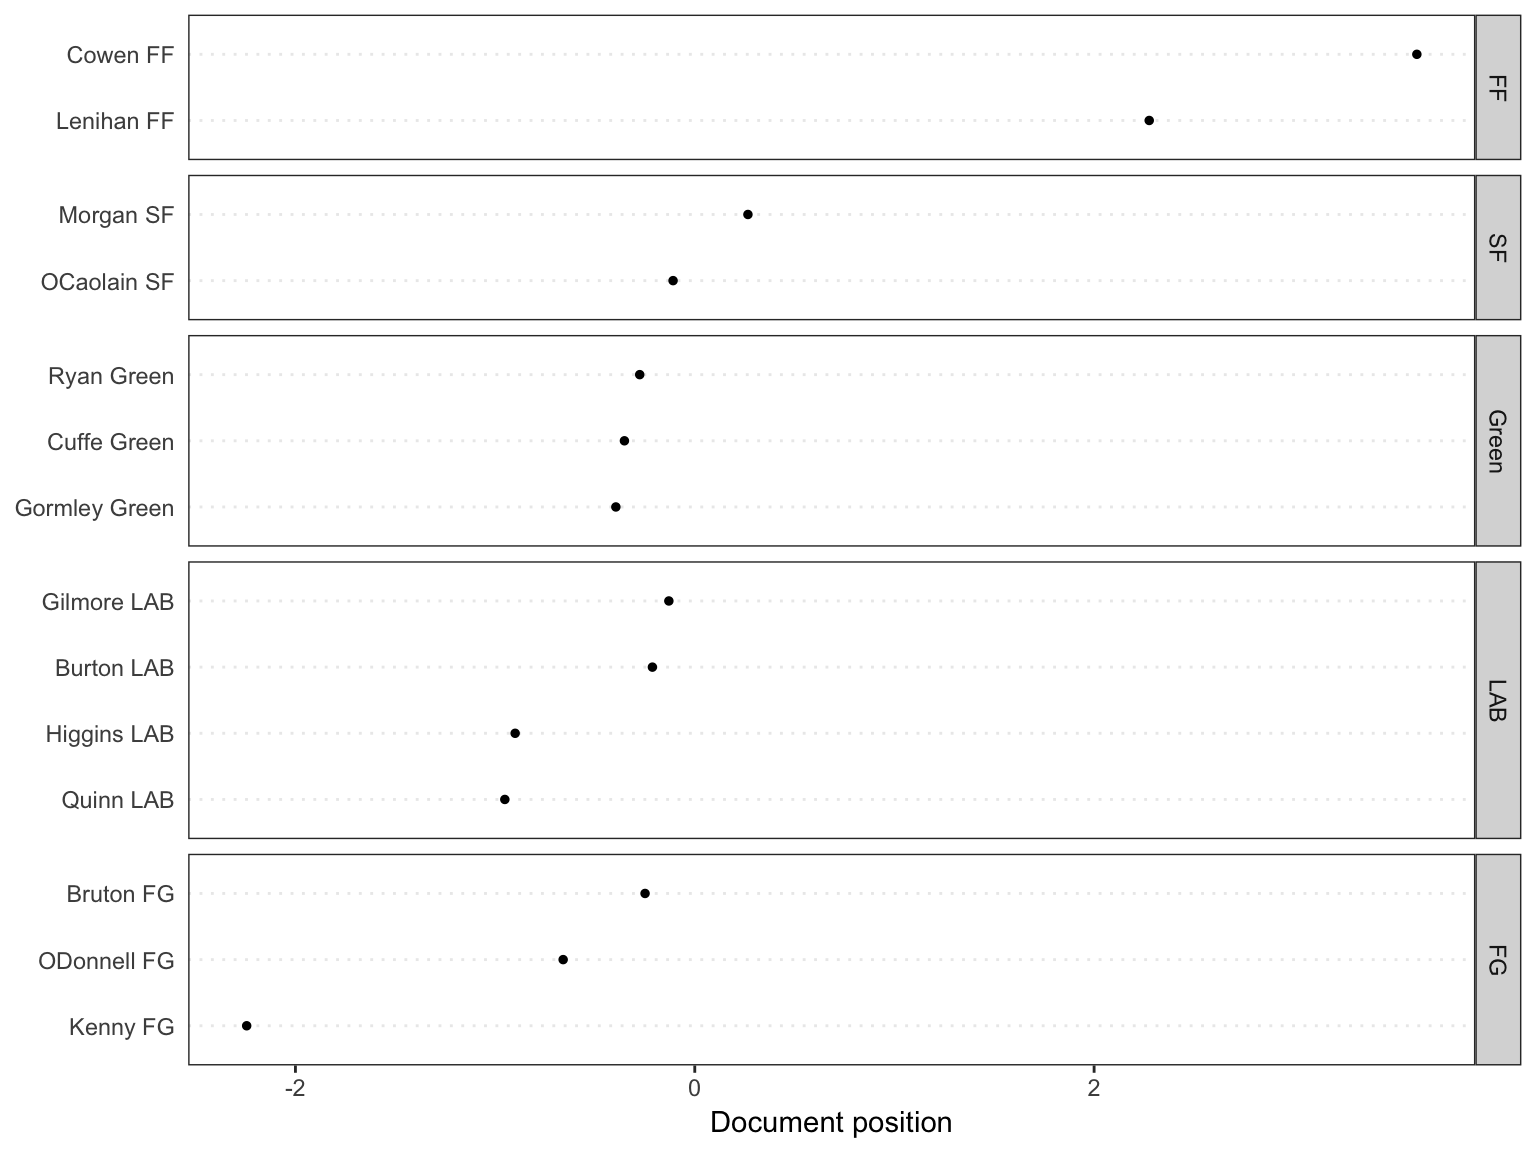 Cowen FF
Lenihan FF
FF
Morgan SF
OCaolain SF
SF
Ryan Green
Cuffe Green
Gormley Green
Green
Gilmore LAB
Burton LAB
Higgins LAB
Quinn LAB
LAB
Bruton FG
ODonnell FG
Kenny FG
FG
-2 0 2
Document position